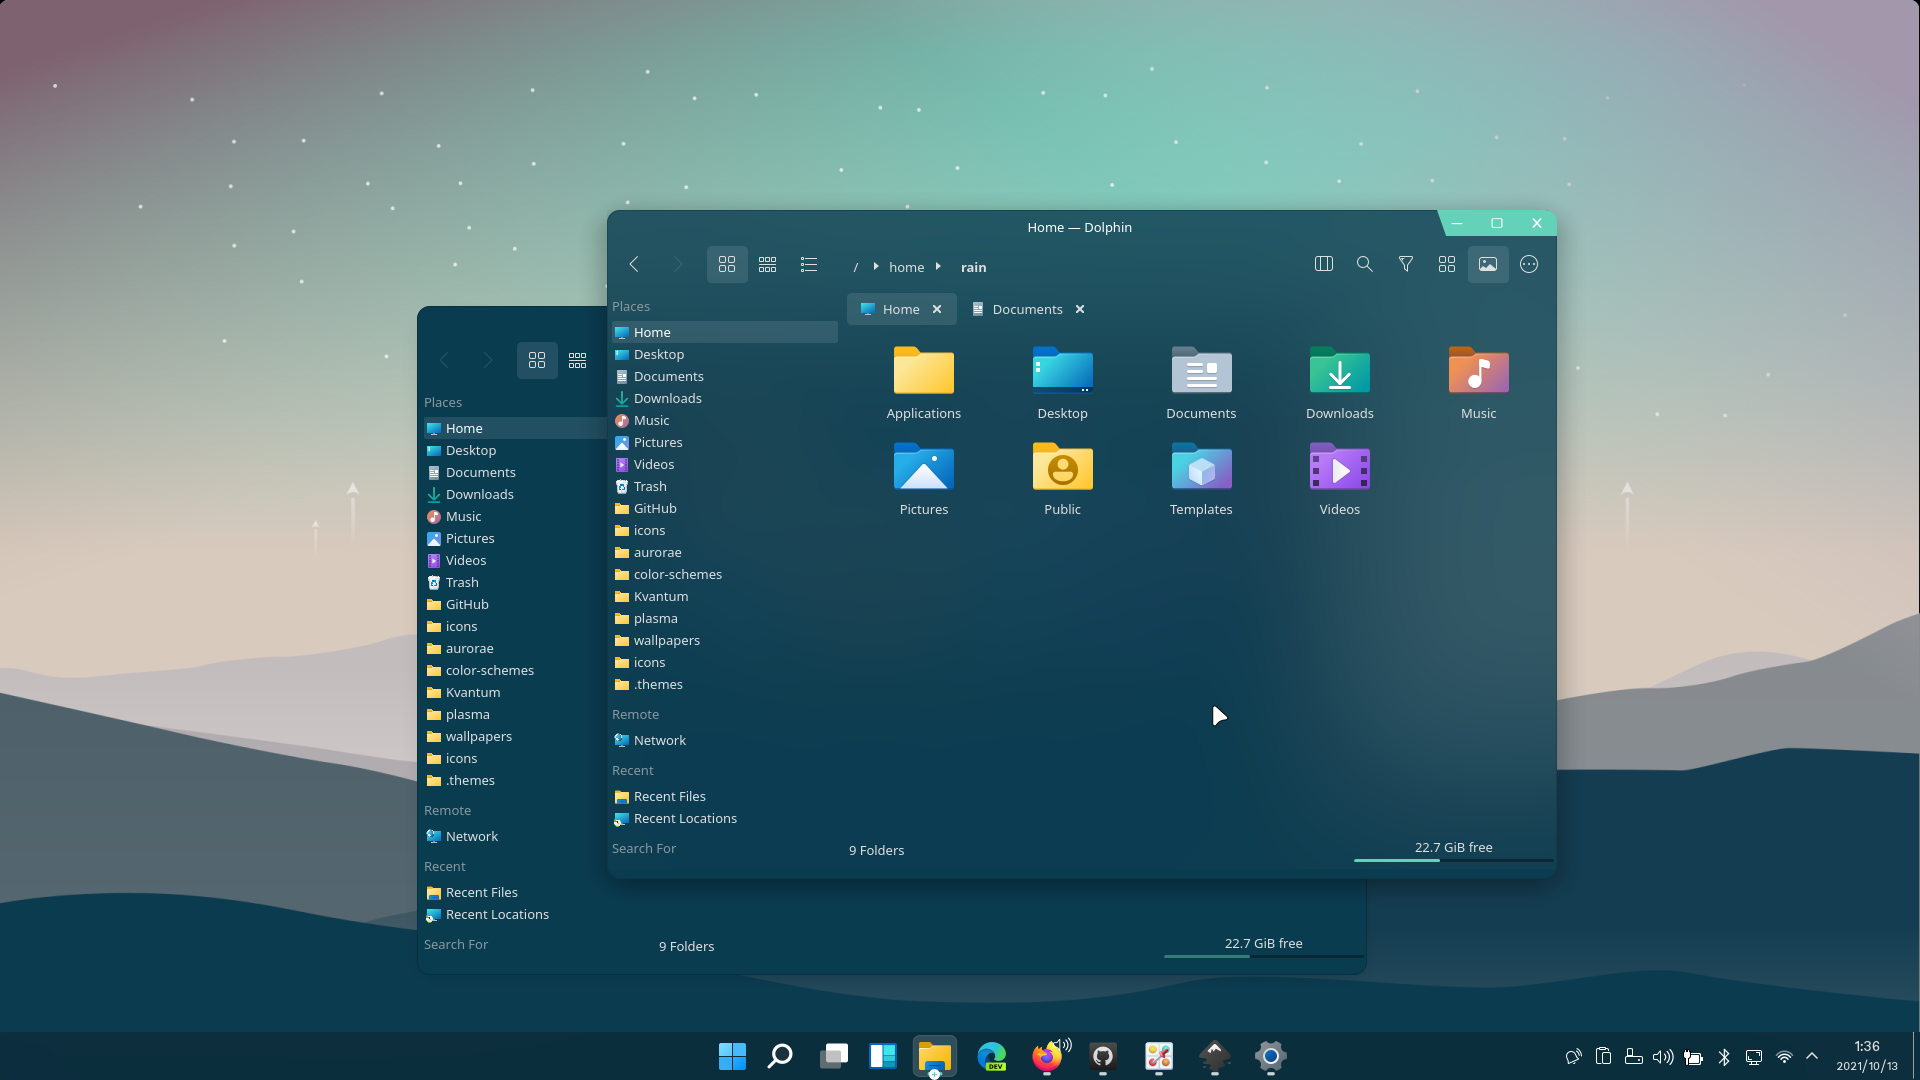 Home — Dolphin
/ home rain
Places
Home
Desktop
Documents
Downloads
Music
Pictures
Videos
Trash
GitHub
icons
aurorae
color-schemes
Kvantum
plasma
wallpapers
icons
.themes
Remote
Network
Recent
Recent Files
Recent Locations
Search For
Home Documents
Applications Desktop Documents Downloads Music
Pictures Public Templates Videos
9 Folders 22.7 GiB free
Places
Home
Desktop
Documents
Downloads
Music
Pictures
Videos
Trash
GitHub
icons
aurorae
color-schemes
Kvantum
plasma
wallpapers
icons
.themes
Remote
Network
Recent
Recent Files
Recent Locations
Search For
9 Folders 22.7 GiB free
DEV
1:36
2021/10/13